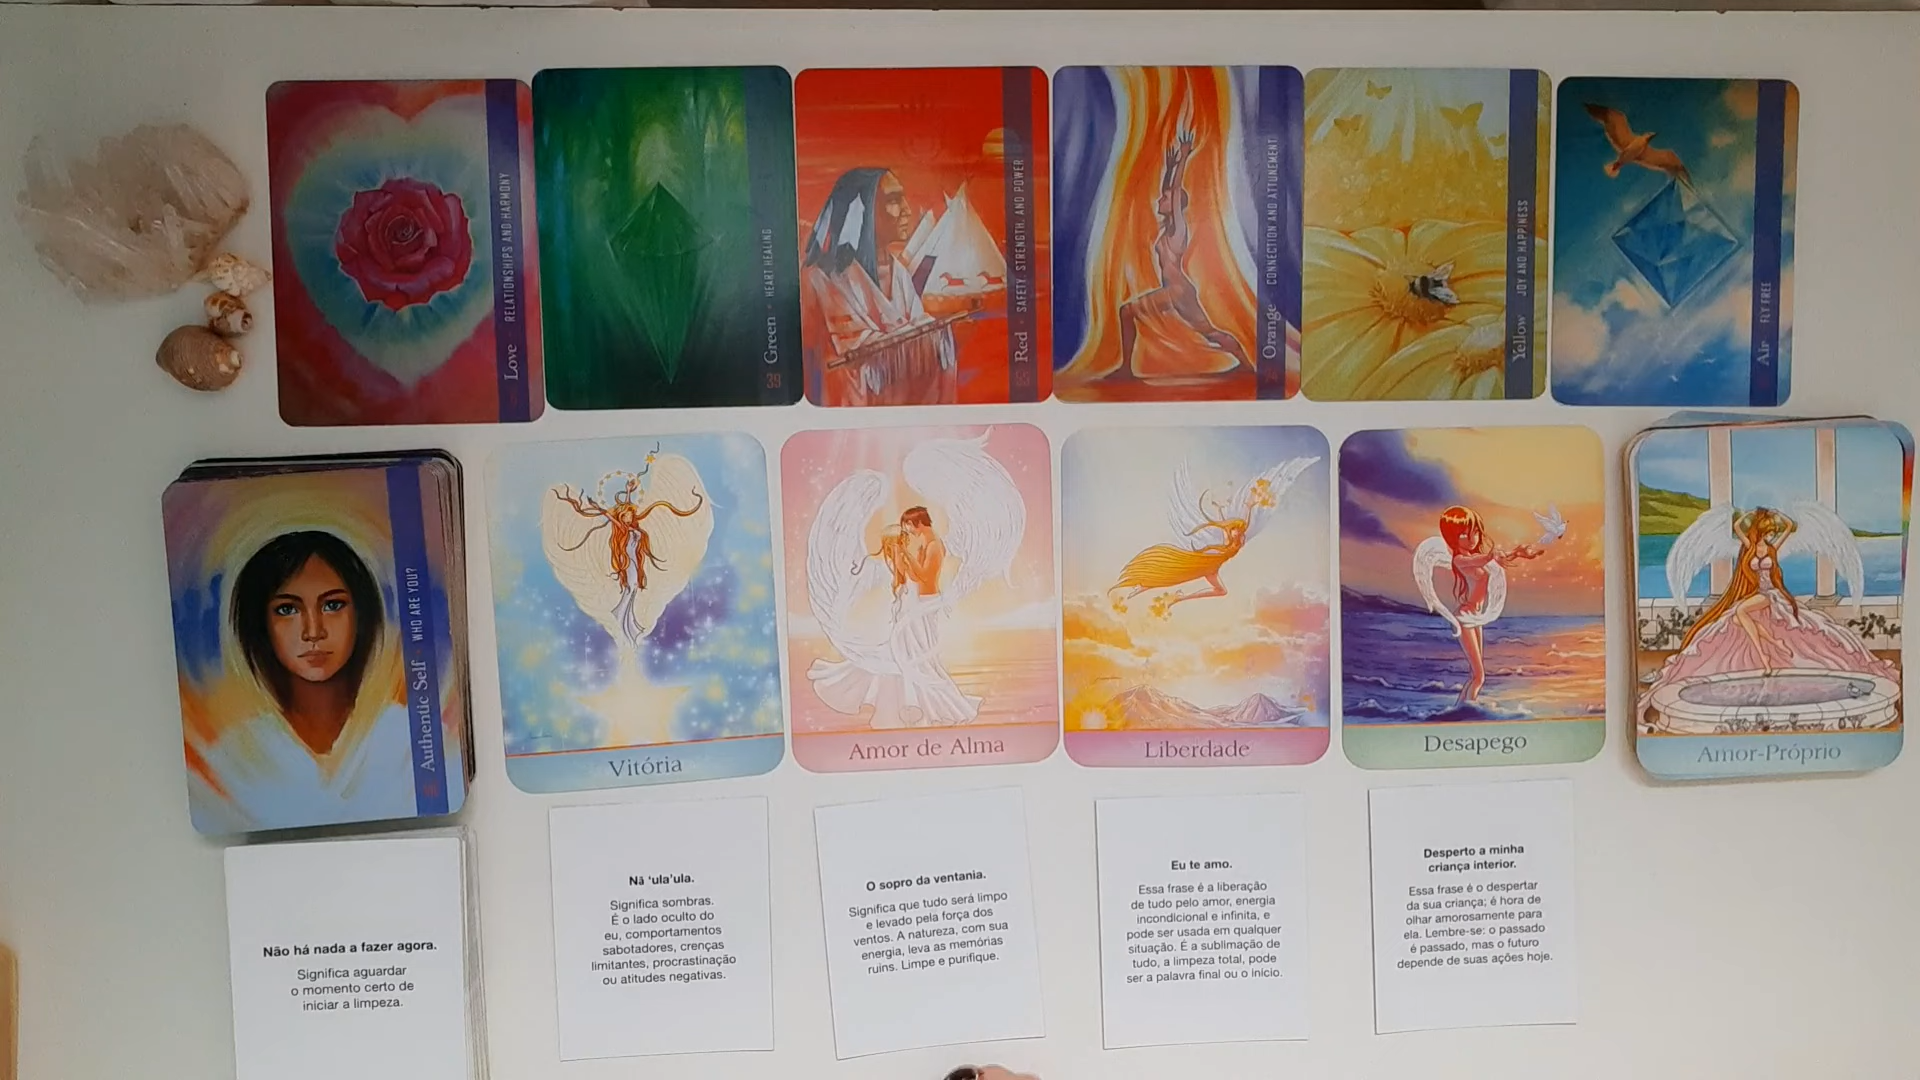 Love RELATIONSHIPS AND HARMONY
39 Green • HEART HEALING
Red • SAFETY, STRENGTH, AND POWER
Orange CONNECTION AND ATTUNEMENT
Yellow JOY AND HAPPINESS
Air FLY FREE
Authentic Self • WHO ARE YOU?
Vitória
Amor de Alma
Liberdade
Desapego
Amor-Próprio
Não há nada a fazer agora.
Significa aguardar
o momento certo de
iniciar a limpeza.
Nā ‘ula’ula.
Significa sombras.
É o lado oculto do
eu, comportamentos
sabotadores, crenças
limitantes, procrastinação
ou atitudes negativas.
O sopro da ventania.
Significa que tudo será limpo
e levado pela força dos
ventos. A natureza, com sua
energia, leva as memórias
ruins. Limpe e purifique.
Eu te amo.
Essa frase é a liberação
de tudo pelo amor, energia
incondicional e infinita, e
pode ser usada em qualquer
situação. É a sublimação de
tudo, a limpeza total, pode
ser a palavra final ou o início.
Desperto a minha
criança interior.
Essa frase é o despertar
da sua criança; é hora de
olhar amorosamente para
ela. Lembre-se: o passado
é passado, mas o futuro
depende de suas ações hoje.